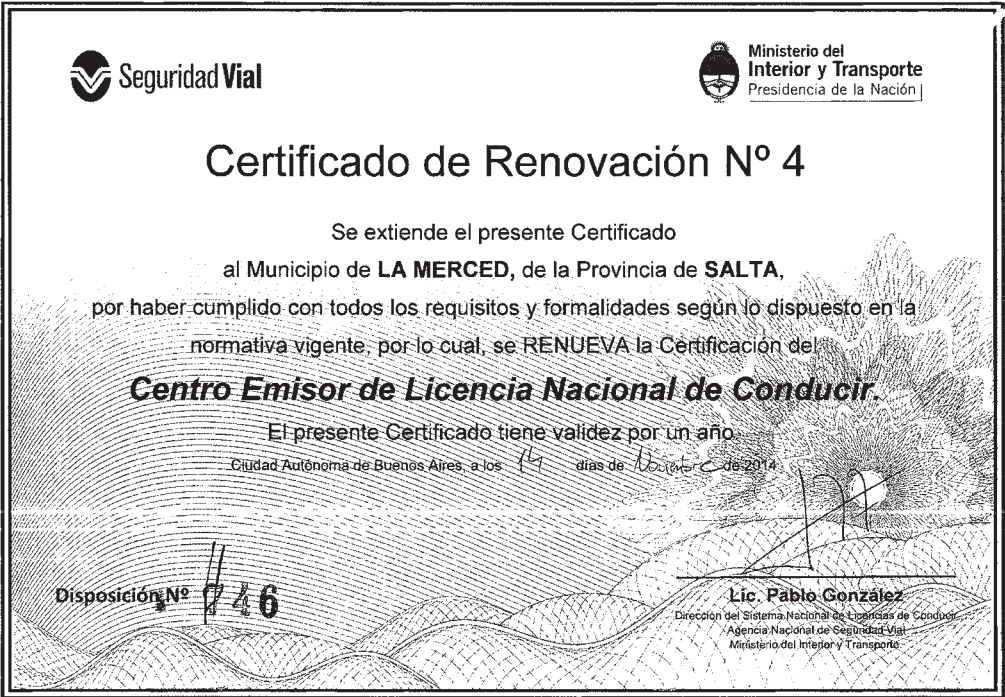 Seguridad Vial
Ministerio del
Interior y Transporte
Presidencia de la Nación
Certificado de Renovación Nº 4
Se extiende el presente Certificado
al Municipio de LA MERCED, de la Provincia de SALTA,
por haber cumplido con todos los requisitos y formalidades según lo dispuesto en la
normativa vigente, por lo cual, se RENUEVA la Certificación del
Centro Emisor de Licencia Nacional de Conducir.
El presente Certificado tiene validez por un año.
Ciudad Autónoma de Buenos Aires, a los 14 días de Noviembre de 2014
Disposición Nº 746
Lic. Pablo González
Dirección del Sistema Nacional de Licencias de Conducir
Agencia Nacional de Seguridad Vial
Ministerio del Interior y Transporte